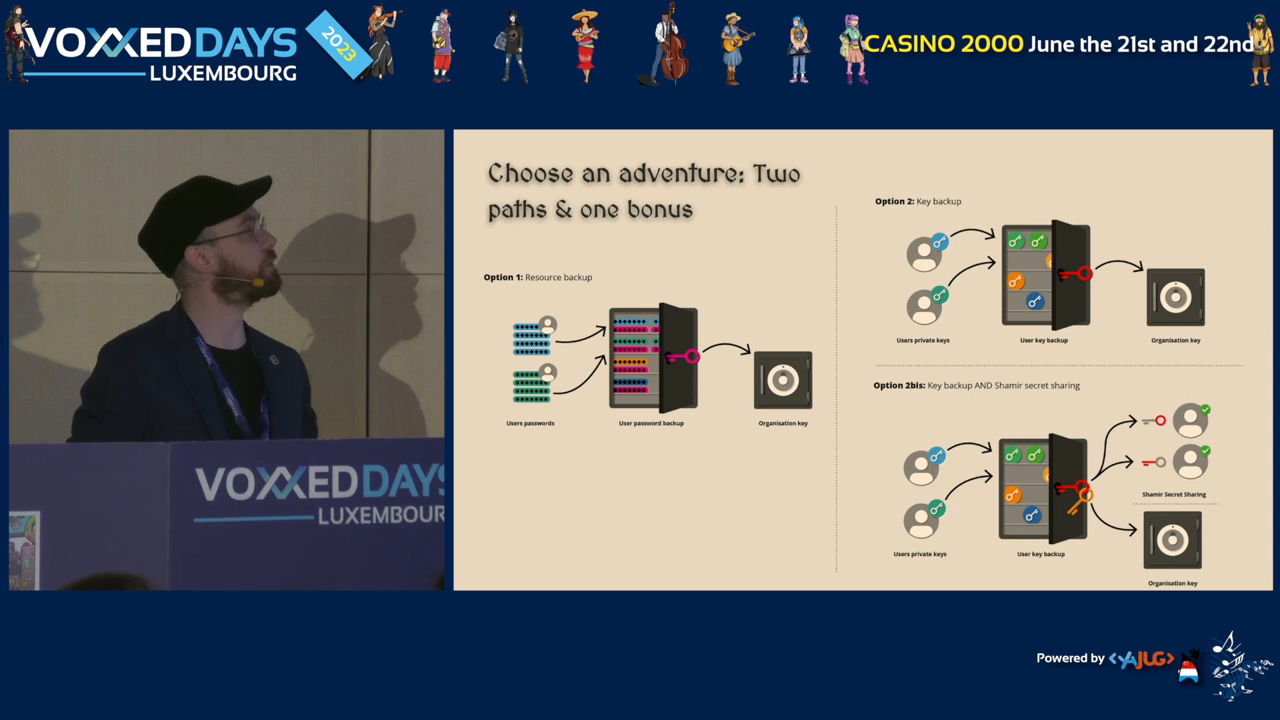 VOXXED DAYS
LUXEMBOURG
2023
CASINO 2000 June the 21st and 22nd
Choose an adventure: Two
paths & one bonus
Option 1: Resource backup
Users passwords
User password backup
Organisation key
Option 2: Key backup
Users private keys
User key backup
Organisation key
Option 2bis: Key backup AND Shamir secret sharing
Shamir Secret Sharing
Users private keys
User key backup
Organisation key
VOXXED DAYS
LUXEMBOUR
Powered by <YAJUG>